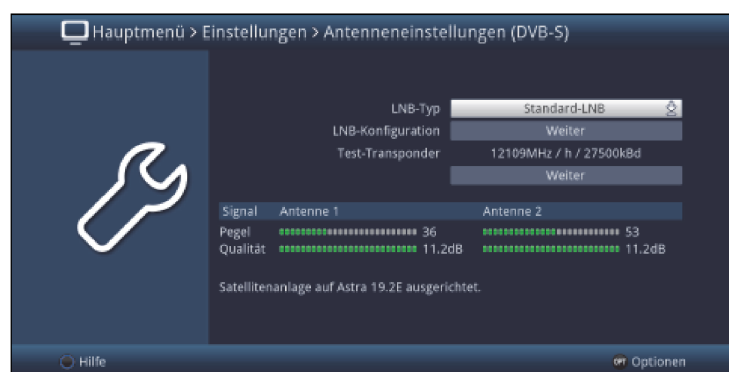 Hauptmenü > Einstellungen > Antenneneinstellungen (DVB-S)
LNB-Typ Standard-LNB
LNB-Konfiguration Weiter
Test-Transponder 12109MHz / h / 27500kBd
Weiter
Signal Antenne 1 Antenne 2
Pegel 36 53
Qualität 11.2dB 11.2dB
Satellitenanlage auf Astra 19.2E ausgerichtet.
Hilfe OPT Optionen